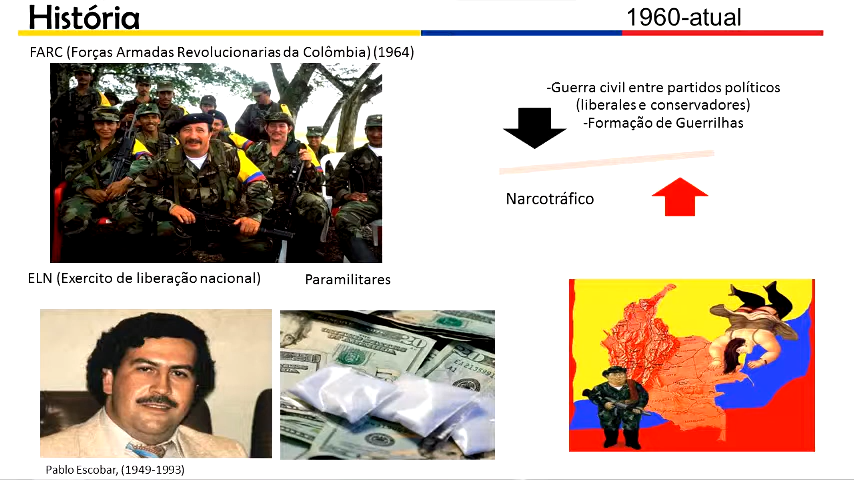 História
1960-atual
FARC (Forças Armadas Revolucionarias da Colômbia) (1964)
-Guerra civil entre partidos políticos
(liberales e conservadores)
-Formação de Guerrilhas
Narcotráfico
ELN (Exercito de liberação nacional)
Paramilitares
Pablo Escobar, (1949-1993)